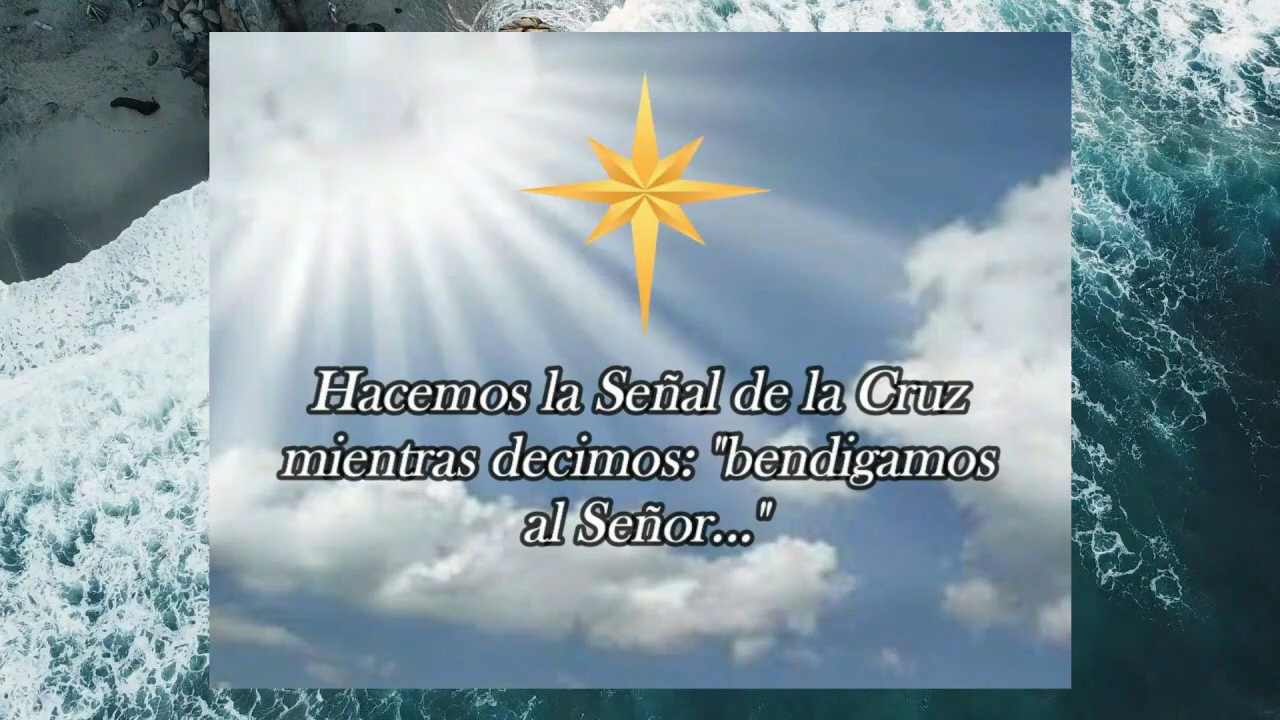 Hacemos la Señal de la Cruz
mientras decimos: "bendigamos
al Señor..."